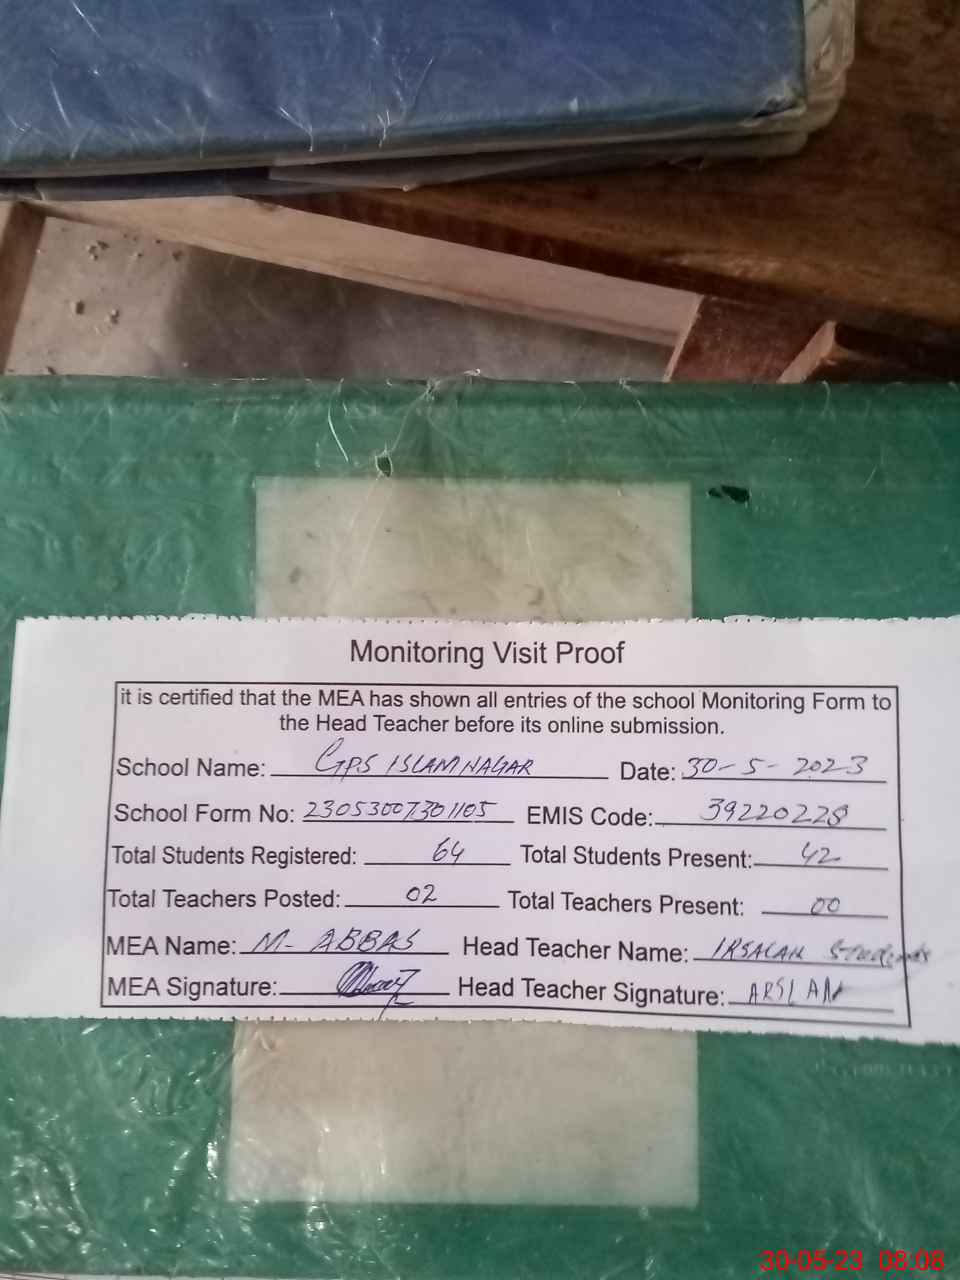 Monitoring Visit Proof
it is certified that the MEA has shown all entries of the school Monitoring Form to
the Head Teacher before its online submission.
School Name: GPS ISLAMNAGAR Date: 30-5-2023
School Form No: 23053007301105 EMIS Code: 39220228
Total Students Registered: 64 Total Students Present: 42
Total Teachers Posted: 02 Total Teachers Present: 00
MEA Name: M- ABBAS Head Teacher Name: IRSALAN Students
MEA Signature: Head Teacher Signature: ARSLAN
30-05-23 08:08